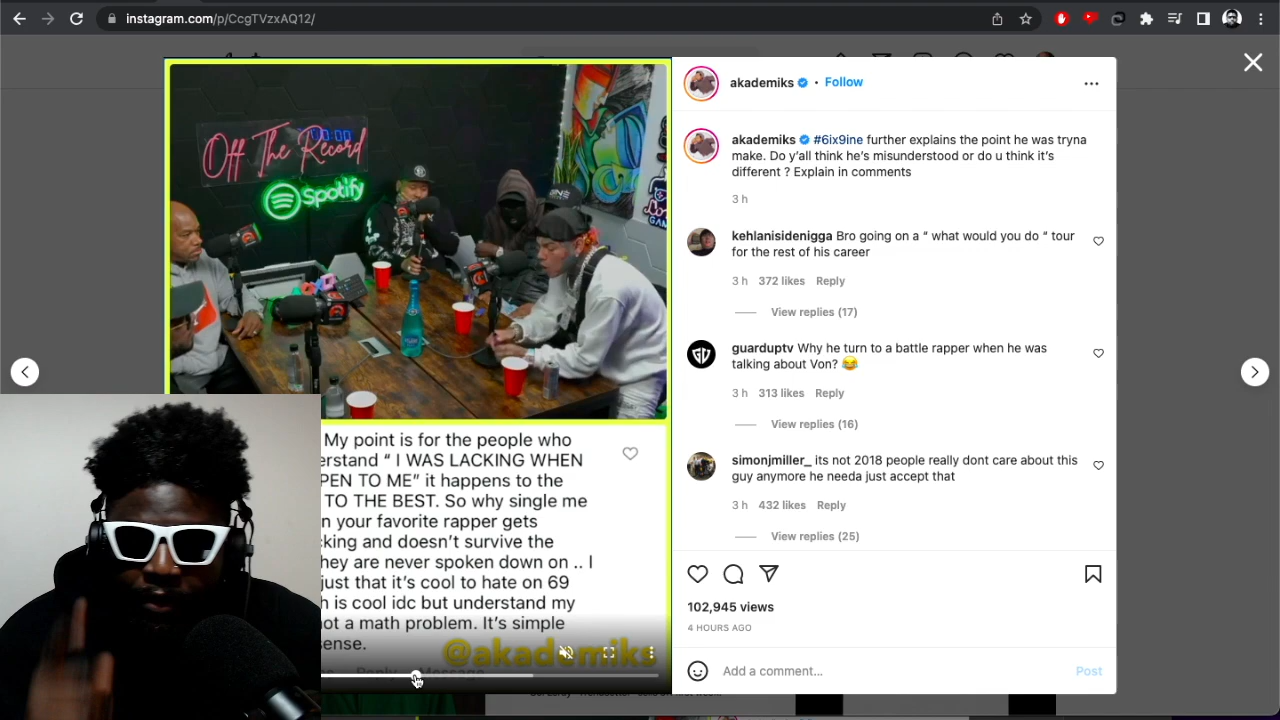 instagram.com/p/CcgTVzxAQ12/
Off The Record
00:00
Spotify
My point is for the people who
erstand “ I WAS LACKING WHEN
PEN TO ME” it happens to the
TO THE BEST. So why single me
n your favorite rapper gets
cking and doesn’t survive the
hey are never spoken down on .. I
just that it’s cool to hate on 69
h is cool idc but understand my
ot a math problem. It’s simple
sense.
@akademiks
Reply Message
akademiks • Follow
akademiks #6ix9ine further explains the point he was tryna
make. Do y’all think he’s misunderstood or do u think it’s
different ? Explain in comments
3 h
kehlanisidenigga Bro going on a “ what would you do “ tour
for the rest of his career
3 h 372 likes Reply
View replies (17)
guarduptv Why he turn to a battle rapper when he was
talking about Von? 😂
3 h 313 likes Reply
View replies (16)
simonjmiller_ its not 2018 people really dont care about this
guy anymore he needa just accept that
3 h 432 likes Reply
View replies (25)
102,945 views
4 HOURS AGO
Add a comment...
Post